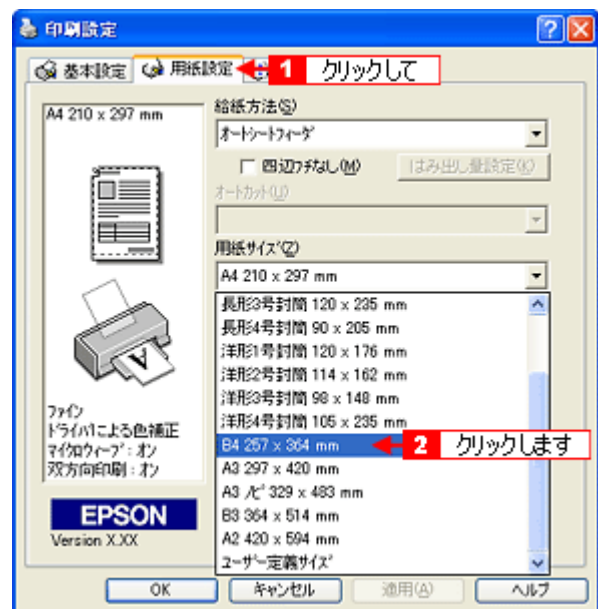 印刷設定
基本設定 用紙設定 1 クリックして
A4 210 x 297 mm
給紙方法(S)
オートシートフィーダ
四辺フチなし(M) はみ出し量設定(K)
オートカット(U)
用紙サイズ(Z)
A4 210 x 297 mm
長形3号封筒 120 x 235 mm
長形4号封筒 90 x 205 mm
洋形1号封筒 120 x 176 mm
洋形2号封筒 114 x 162 mm
洋形3号封筒 98 x 148 mm
洋形4号封筒 105 x 235 mm
B4 257 x 364 mm 2 クリックします
A3 297 x 420 mm
A3 ノビ 329 x 483 mm
B3 364 x 514 mm
A2 420 x 594 mm
ユーザー定義サイズ
ファイン
ドライバによる色補正
マイクロウィーブ : オン
双方向印刷 : オン
EPSON
Version X.XX
OK キャンセル 適用(A) ヘルプ